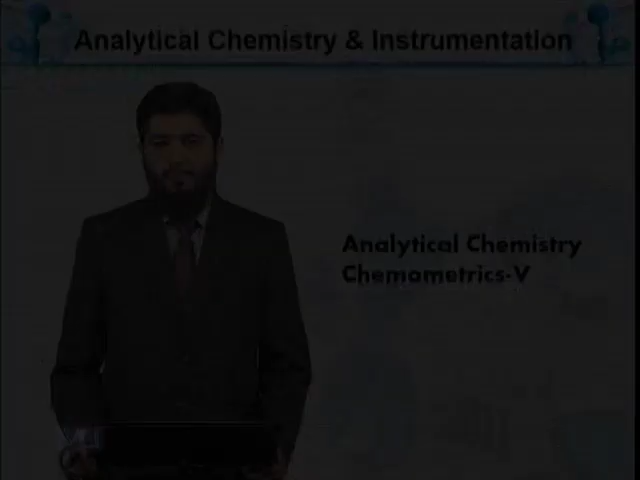 Analytical Chemistry & Instrumentation
Analytical Chemistry
Chemometrics-V